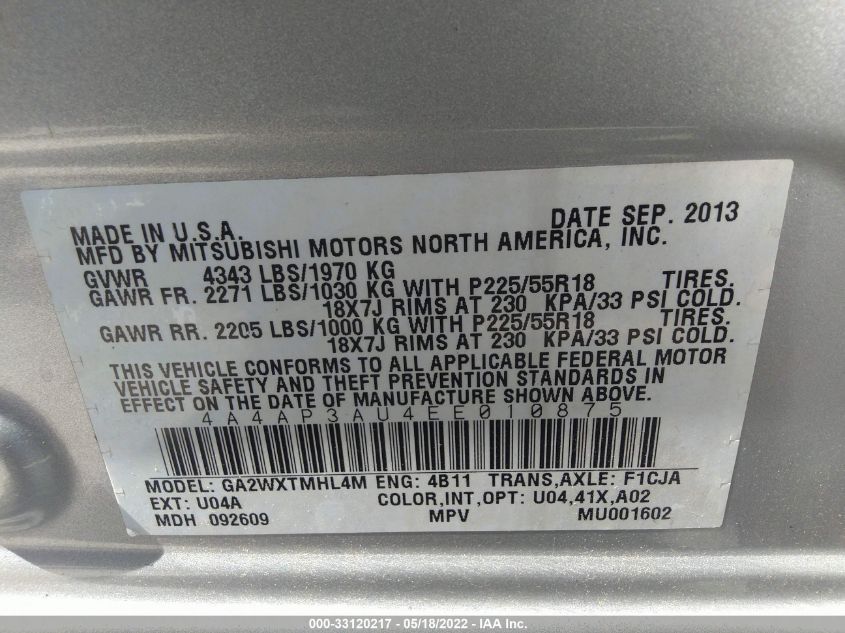 MADE IN U.S.A. DATE SEP. 2013
MFD BY MITSUBISHI MOTORS NORTH AMERICA, INC.
GVWR 4343 LBS/1970 KG
GAWR FR. 2271 LBS/1030 KG WITH P225/55R18 TIRES.
18X7J RIMS AT 230 KPA/33 PSI COLD.
GAWR RR. 2205 LBS/1000 KG WITH P225/55R18 TIRES.
18X7J RIMS AT 230 KPA/33 PSI COLD.
THIS VEHICLE CONFORMS TO ALL APPLICABLE FEDERAL MOTOR
VEHICLE SAFETY AND THEFT PREVENTION STANDARDS IN
EFFECT ON THE DATE OF MANUFACTURE SHOWN ABOVE.
4A4AP3AU4EE010875
MODEL: GA2WXTMHL4M ENG: 4B11 TRANS,AXLE: F1CJA
EXT: U04A COLOR,INT,OPT: U04,41X,A02
MDH 092609 MPV MU001602
000-33120217 - 05/18/2022 - IAA Inc.